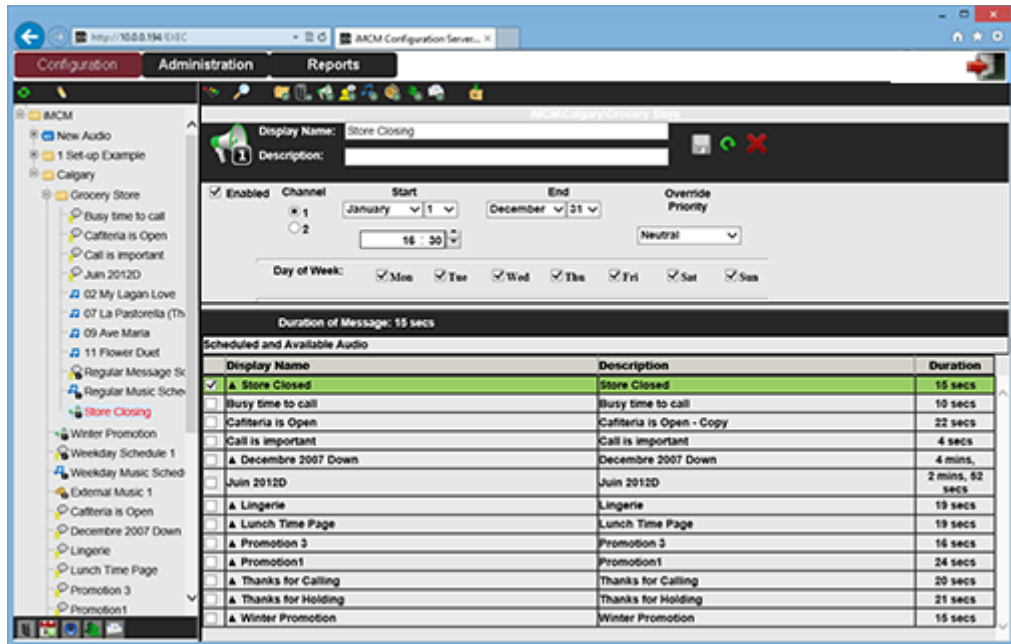 http://10.0.0.194/EXEC
iMCM Configuration Server...
Configuration Administration Reports
iMCM\Calgary\Grocery Store
iMCM
New Audio
1 Set-up Example
Calgary
Grocery Store
Busy time to call
Cafiteria is Open
Call is important
Juin 2012D
02 My Lagan Love
07 La Pastorella (Th
09 Ave Maria
11 Flower Duet
Regular Message Sc
Regular Music Sche
Store Closing
Winter Promotion
Weekday Schedule 1
Weekday Music Sched
External Music 1
Cafiteria is Open
Decembre 2007 Down
Lingerie
Lunch Time Page
Promotion 3
Promotion1
1
Display Name: Store Closing
Description:
Enabled Channel Start End Override Priority
1 January 1 December 31
2 16 : 30 Neutral
Day of Week: Mon Tue Wed Thu Fri Sat Sun
Duration of Message: 15 secs
Scheduled and Available Audio
Display Name Description Duration
▲ Store Closed Store Closed 15 secs
Busy time to call Busy time to call 10 secs
Cafiteria is Open Cafiteria is Open - Copy 22 secs
Call is important Call is important 4 secs
▲ Decembre 2007 Down Decembre 2007 Down 4 mins,
Juin 2012D Juin 2012D 2 mins, 52 secs
▲ Lingerie Lingerie 19 secs
▲ Lunch Time Page Lunch Time Page 19 secs
▲ Promotion 3 Promotion 3 16 secs
▲ Promotion1 Promotion1 24 secs
▲ Thanks for Calling Thanks for Calling 20 secs
▲ Thanks for Holding Thanks for Holding 21 secs
▲ Winter Promotion Winter Promotion 15 secs